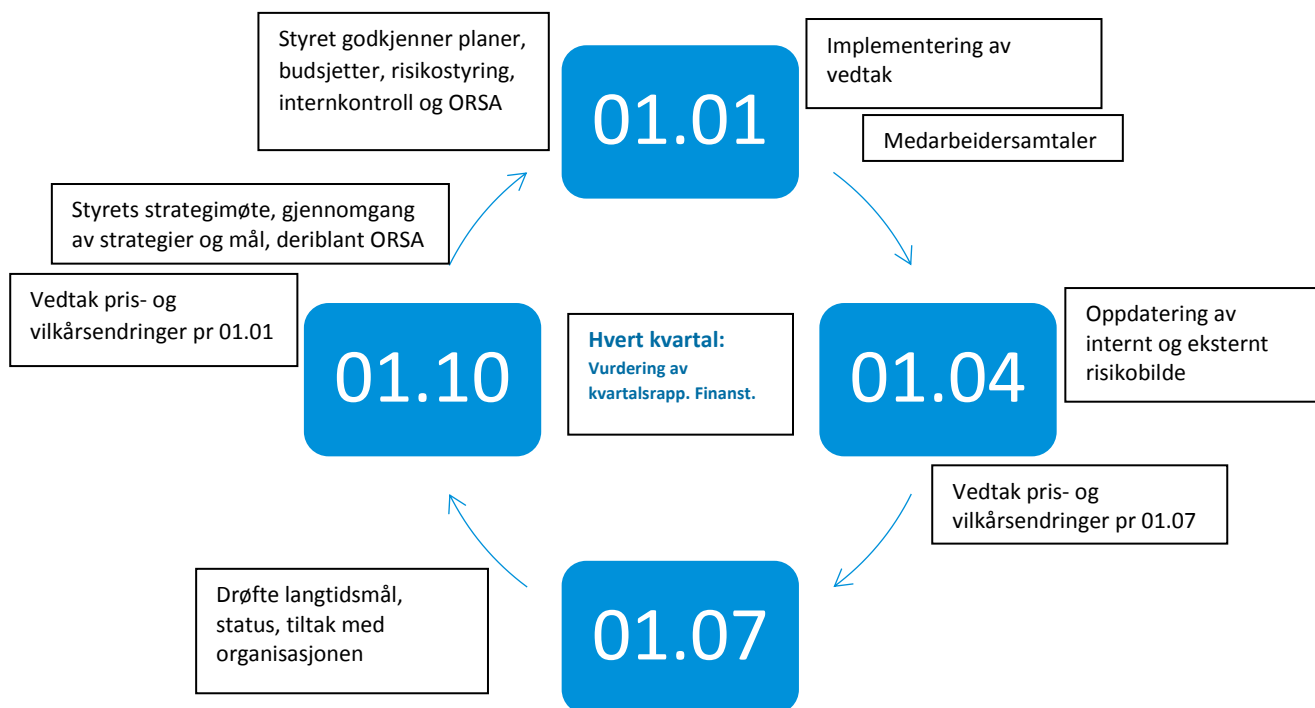 Styret godkjenner planer,
budsjetter, risikostyring,
internkontroll og ORSA
01.01
Implementering av
vedtak
Medarbeidersamtaler
Styrets strategimøte, gjennomgang
av strategier og mål, deriblant ORSA
Vedtak pris- og
vilkårsendringer pr 01.01
01.10
Hvert kvartal:
Vurdering av
kvartalsrapp. Finanst.
01.04
Oppdatering av
internt og eksternt
risikobilde
Vedtak pris- og
vilkårsendringer pr 01.07
Drøfte langtidsmål,
status, tiltak med
organisasjonen
01.07